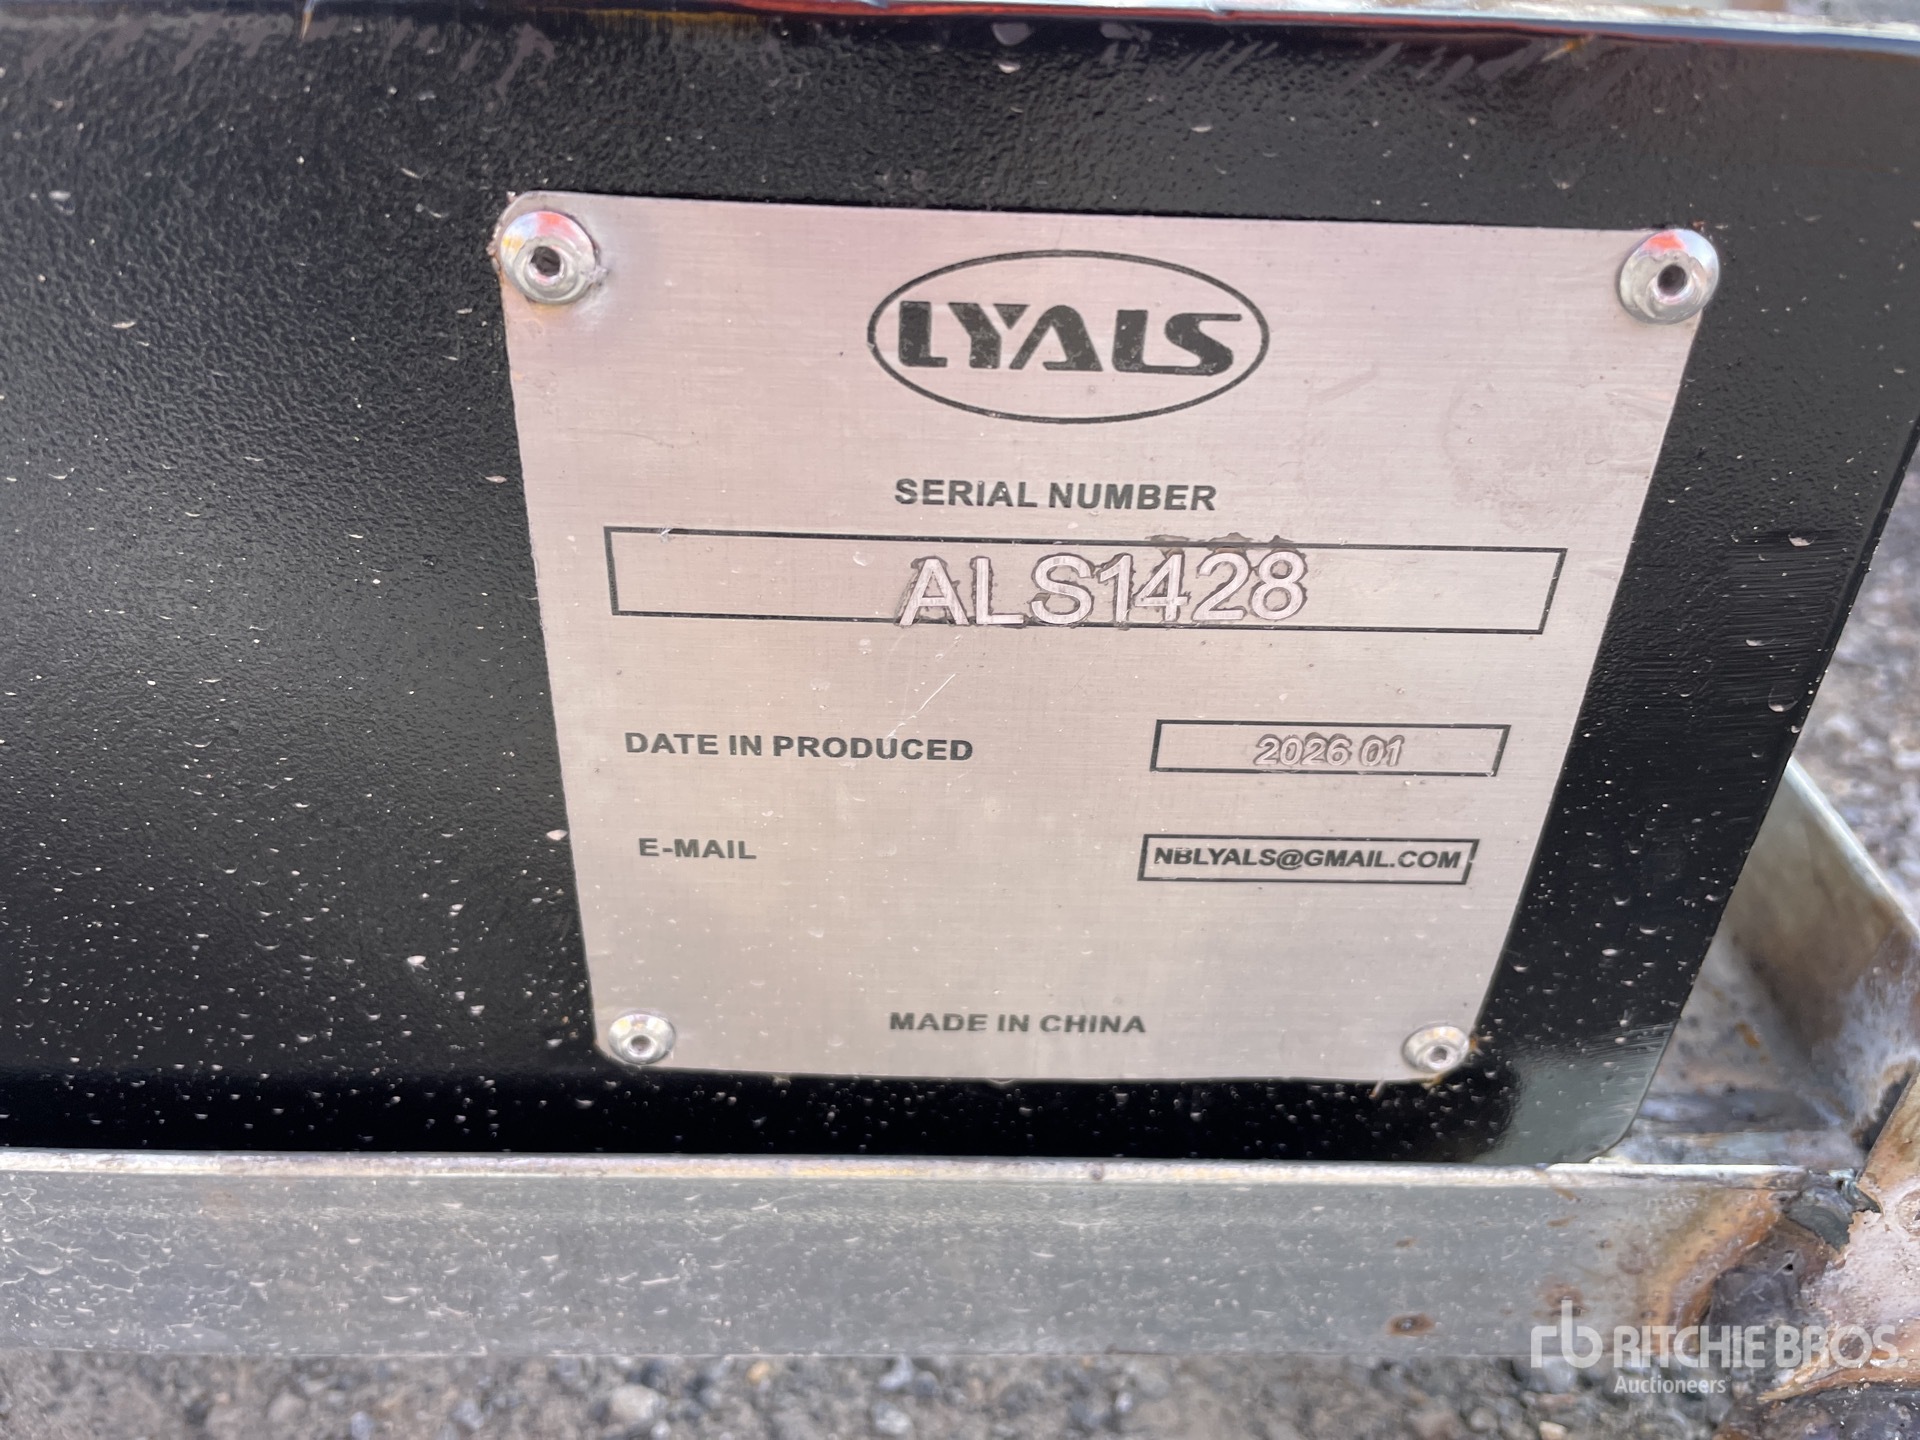 LYALS
SERIAL NUMBER
ALS1428
DATE IN PRODUCED
2026 01
E-MAIL
NBLYALS@GMAIL.COM
MADE IN CHINA
rb RITCHIE BROS.
Auctioneers